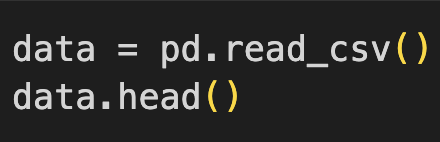 data = pd.read_csv()
data.head()